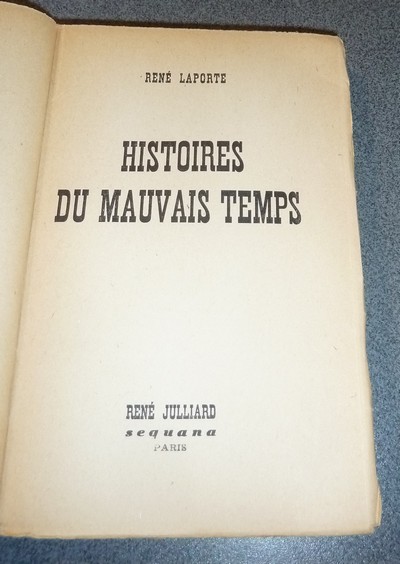 RENÉ LAPORTE
HISTOIRES
DU MAUVAIS TEMPS
RENÉ JULLIARD
sequana
PARIS